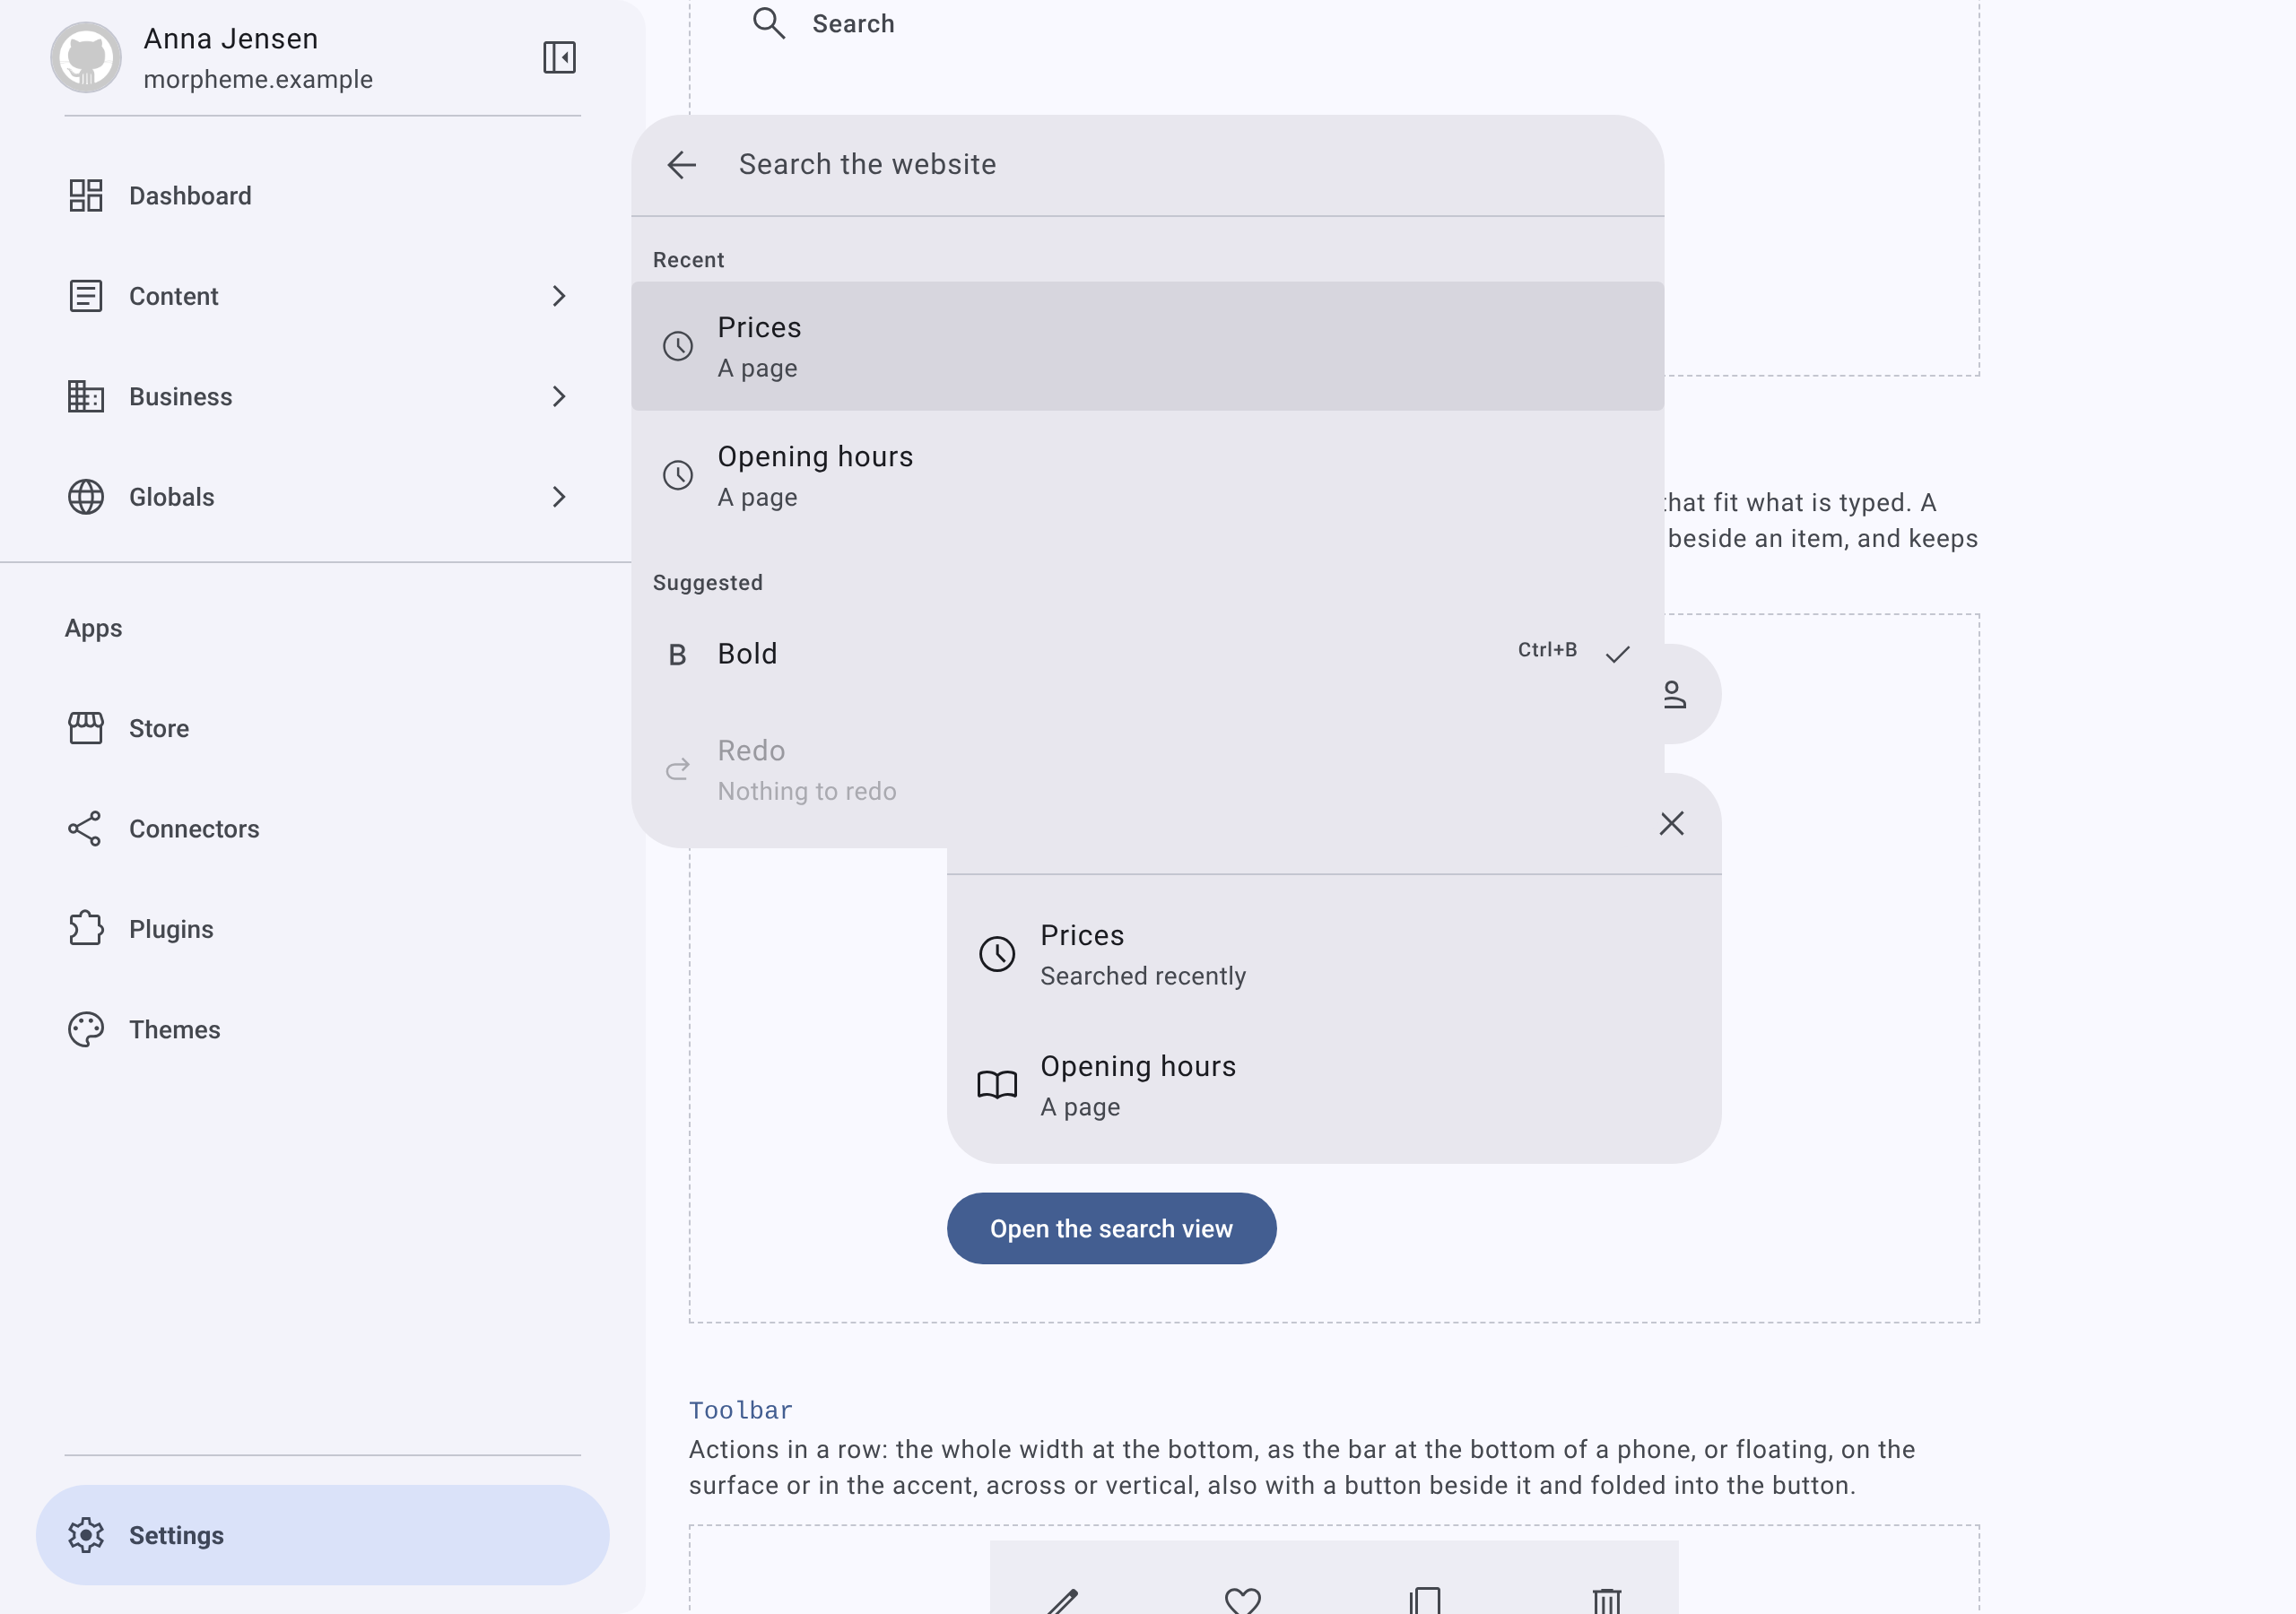 Anna Jensen
morpheme.example
Dashboard
Content
Business
Globals
Apps
Store
Connectors
Plugins
Themes
Settings
Search
Search the website
Recent
Prices
A page
Opening hours
A page
Suggested
B Bold Ctrl+B
Redo
Nothing to redo
that fit what is typed. A
beside an item, and keeps
Prices
Searched recently
Opening hours
A page
Open the search view
Toolbar
Actions in a row: the whole width at the bottom, as the bar at the bottom of a phone, or floating, on the
surface or in the accent, across or vertical, also with a button beside it and folded into the button.